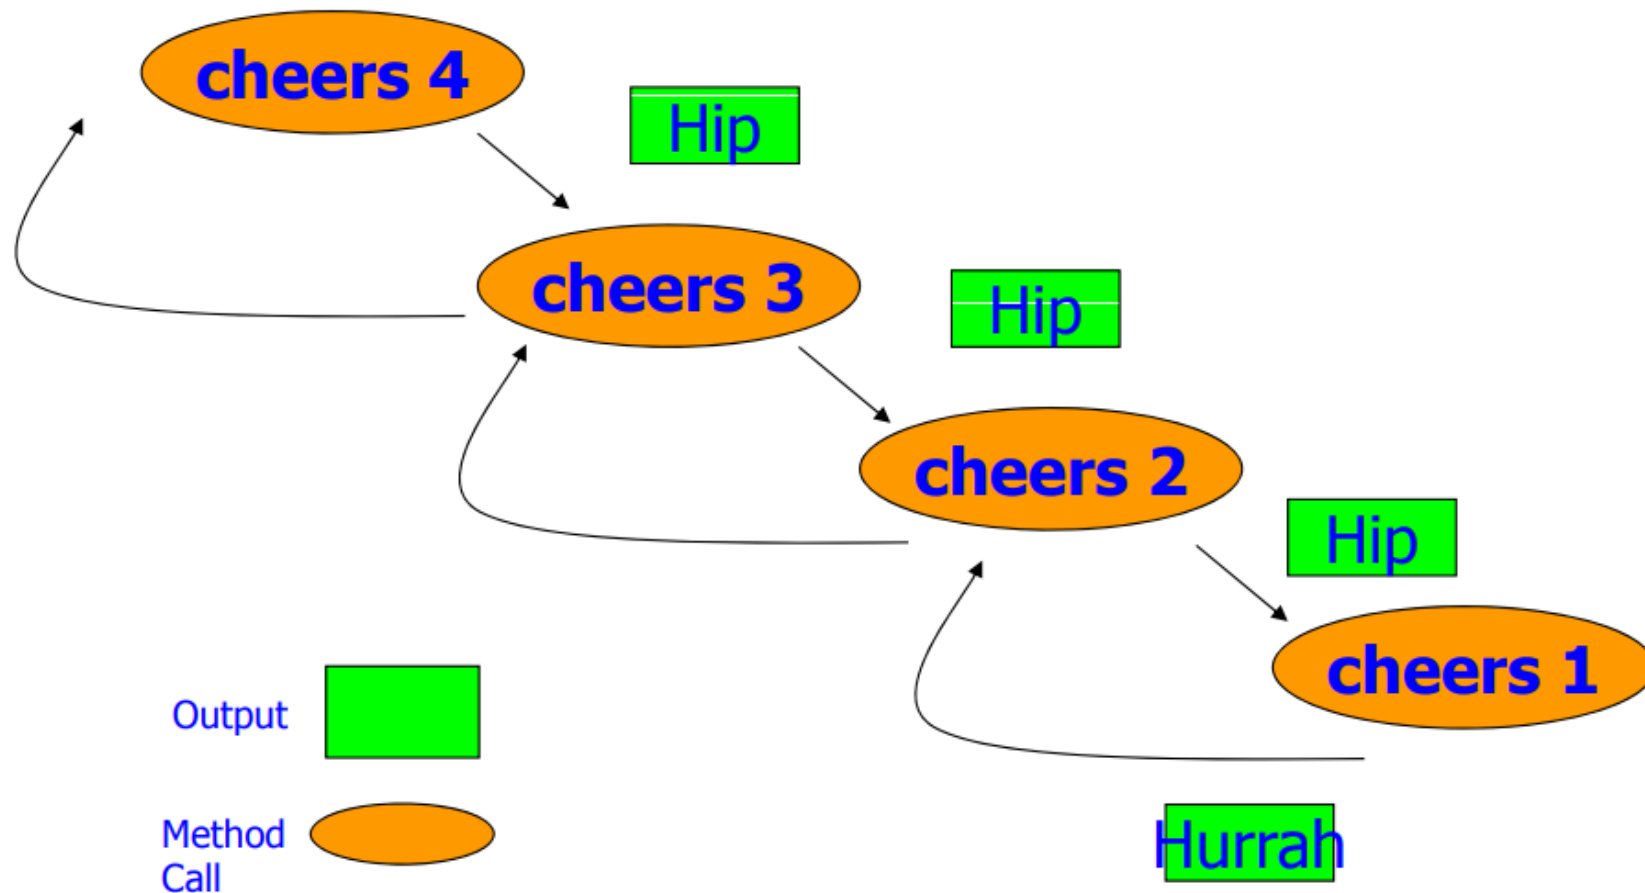 cheers 4
Hip
cheers 3
Hip
cheers 2
Hip
cheers 1
Output
Hurrah
Method
Call